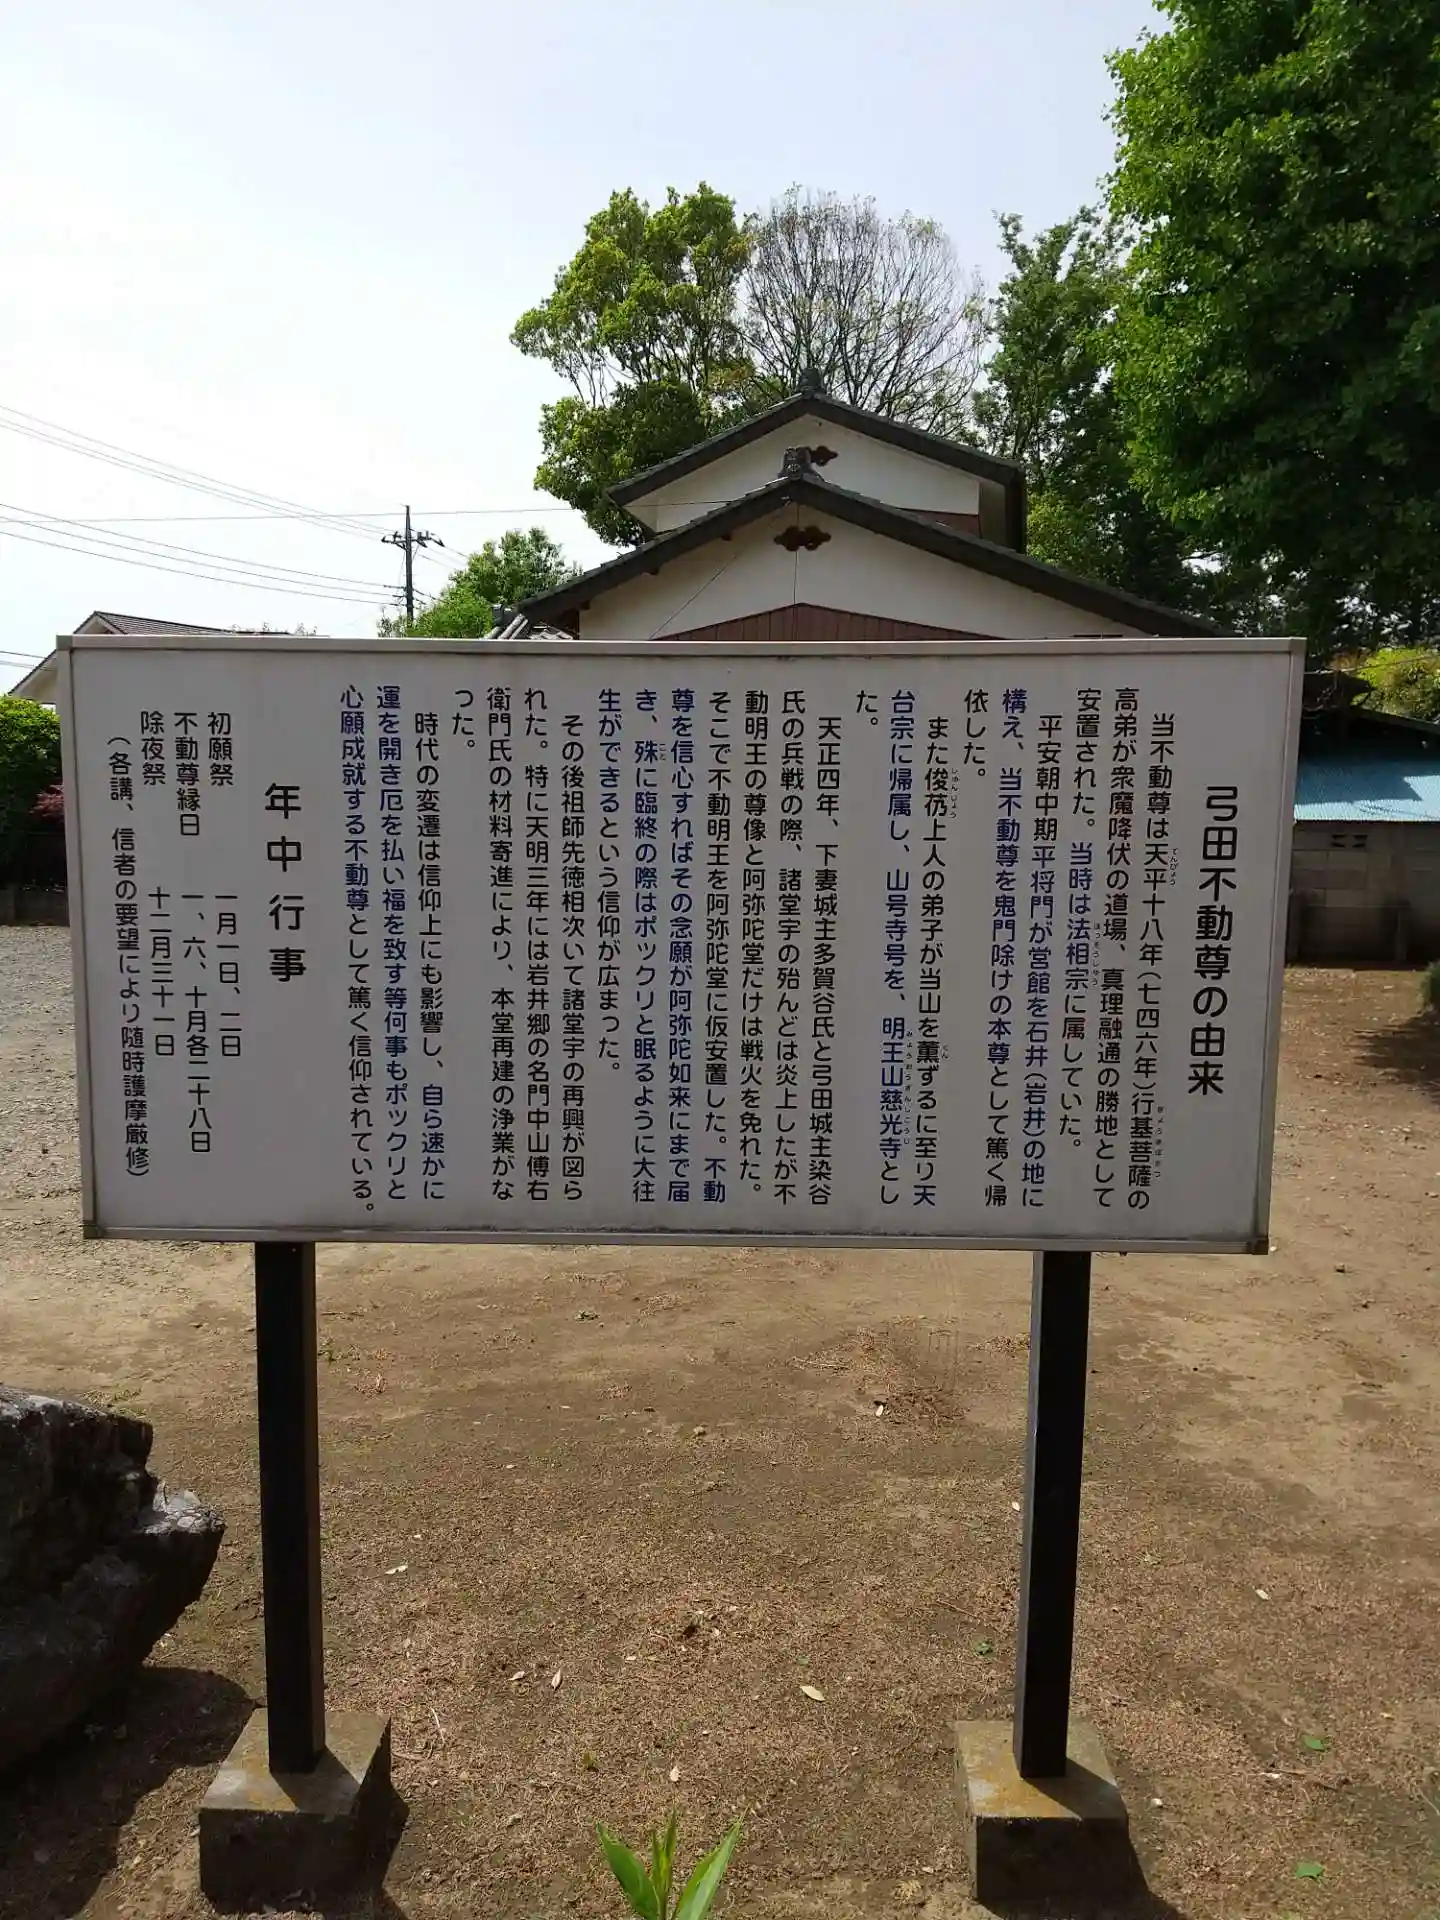 弓田不動尊の由来
当不動尊は天平十八年(七四六年)行基菩薩の
高弟が衆魔降伏の道場、真理融通の勝地として
安置された。当時は法相宗に属していた。
平安朝中期平将門が営館を石井(岩井)の地に
構え、当不動尊を鬼門除けの本尊として篤く帰
依した。
また俊芿上人の弟子が当山を薫ずるに至り天
台宗に帰属し、山号寺号を、明王山慈光寺とし
た。
天正四年、下妻城主多賀谷氏と弓田城主染谷
氏の兵戦の際、諸堂宇の殆んどは炎上したが不
動明王の尊像と阿弥陀堂だけは戦火を免れた。
そこで不動明王を阿弥陀堂に仮安置した。不動
尊を信心すればその念願が阿弥陀如来にまで届
き、殊に臨終の際はポックリと眠るように大往
生ができるという信仰が広まった。
その後祖師先徳相次いで諸堂宇の再興が図ら
れた。特に天明三年には岩井郷の名門中山傅右
衛門氏の材料寄進により、本堂再建の浄業がな
った。
時代の変遷は信仰上にも影響し、自ら速かに
運を開き厄を払い福を致す等何事もポックリと
心願成就する不動尊として篤く信仰されている。
年中行事
初願祭 一月一日、二日
不動尊縁日 一、六、十月各二十八日
除夜祭 十二月三十一日
(各講、信者の要望により随時護摩厳修)